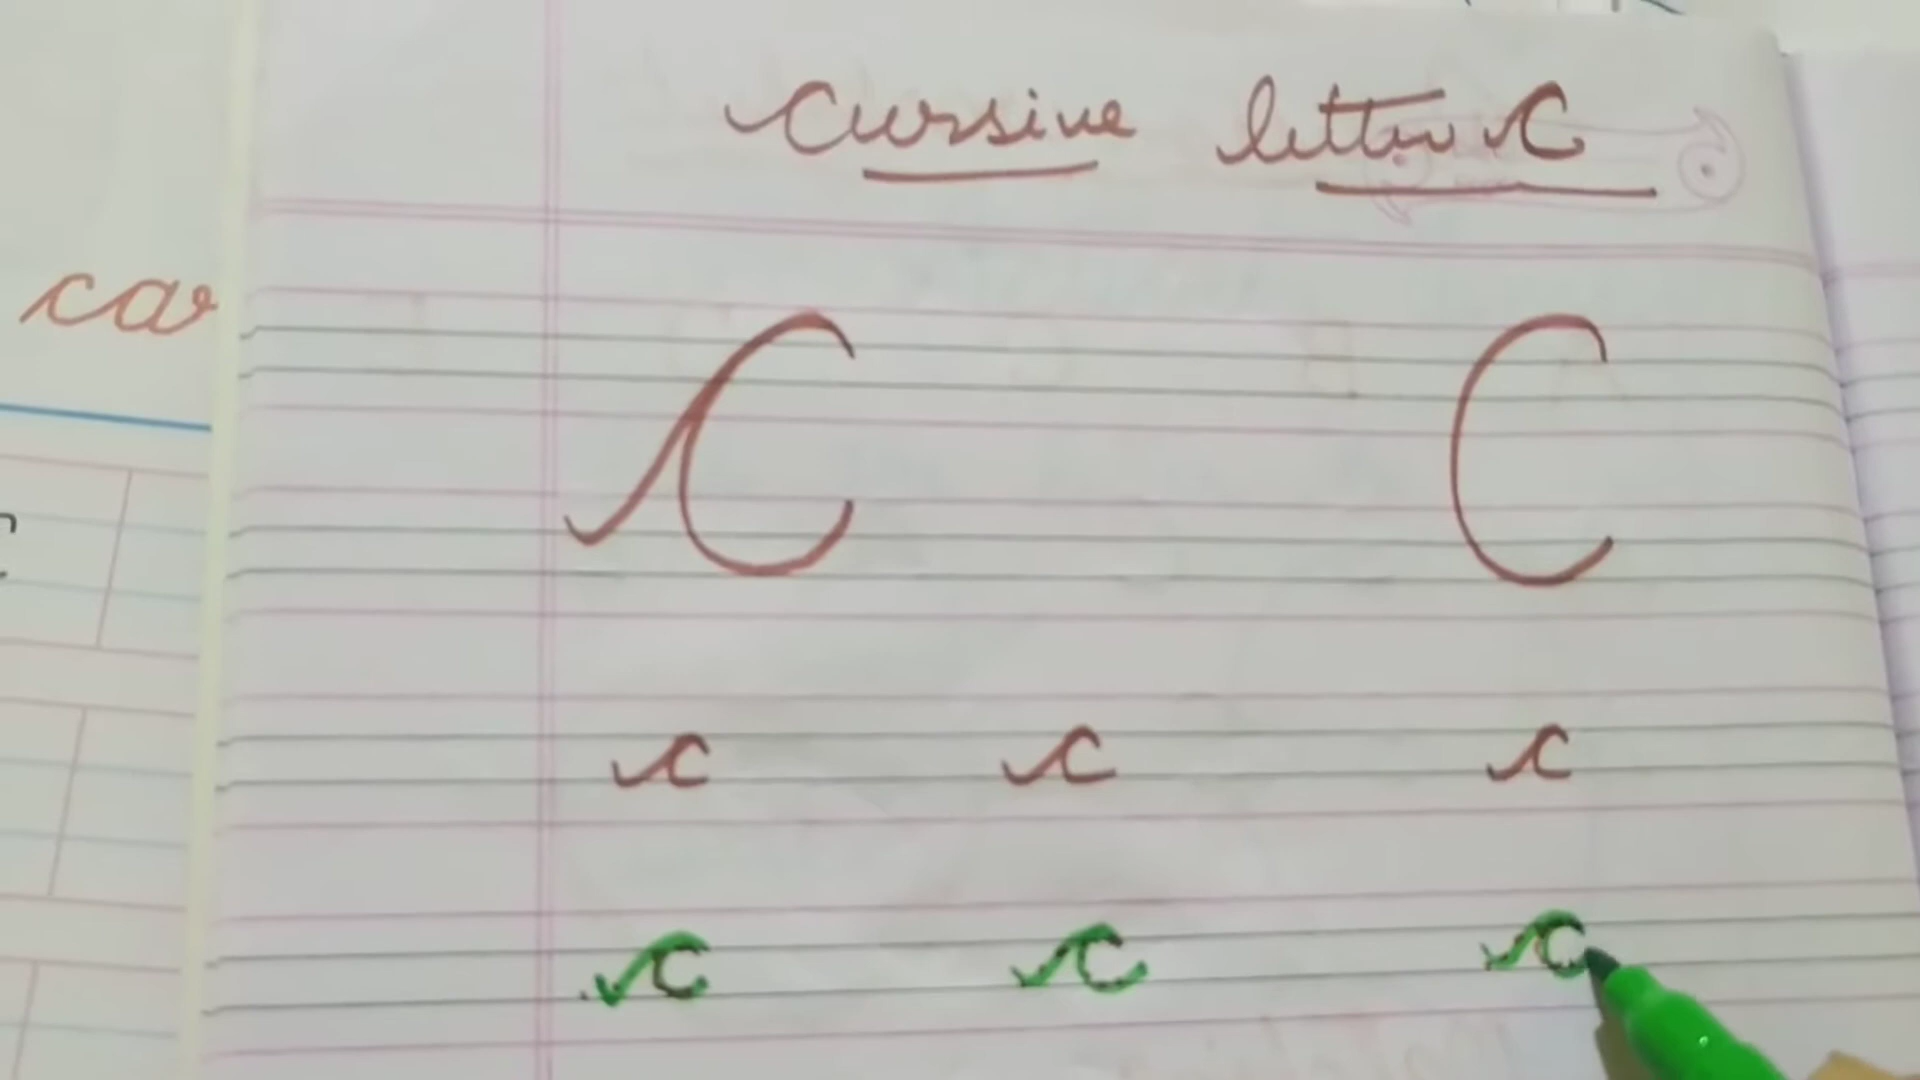 cursive letter c
ca
C C
c c c
c c c